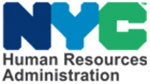 NYC
Human Resources
Administration